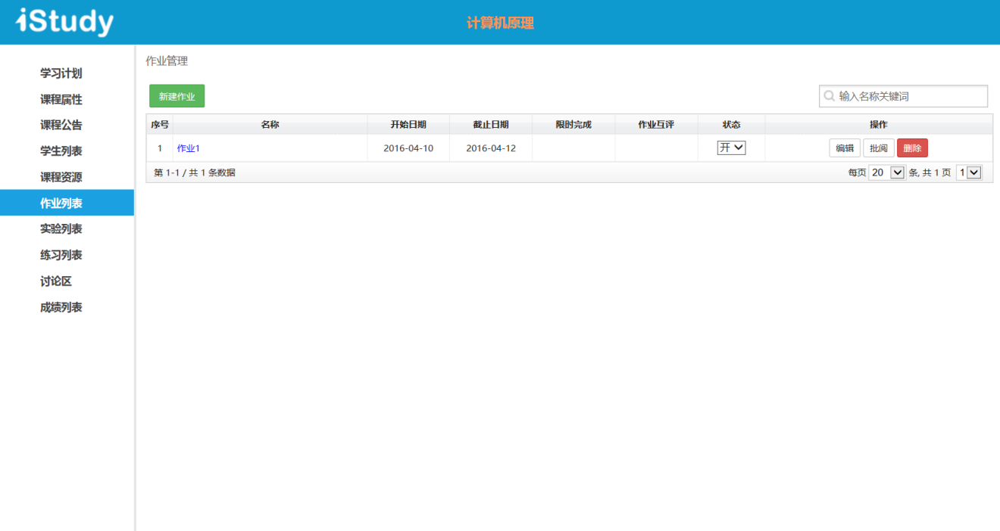 iStudy
计算机原理
学习计划
课程属性
课程公告
学生列表
课程资源
作业列表
实验列表
练习列表
讨论区
成绩列表
作业管理
新建作业
输入名称关键词
序号 名称 开始日期 截止日期 限时完成 作业互评 状态 操作
1 作业1 2016-04-10 2016-04-12 开 编辑 批阅 删除
第 1-1 / 共 1 条数据 每页 20 条, 共 1 页 1